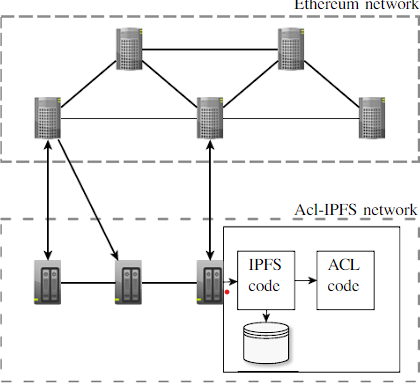 Ethereum network
Acl-IPFS network
IPFS
code
ACL
code